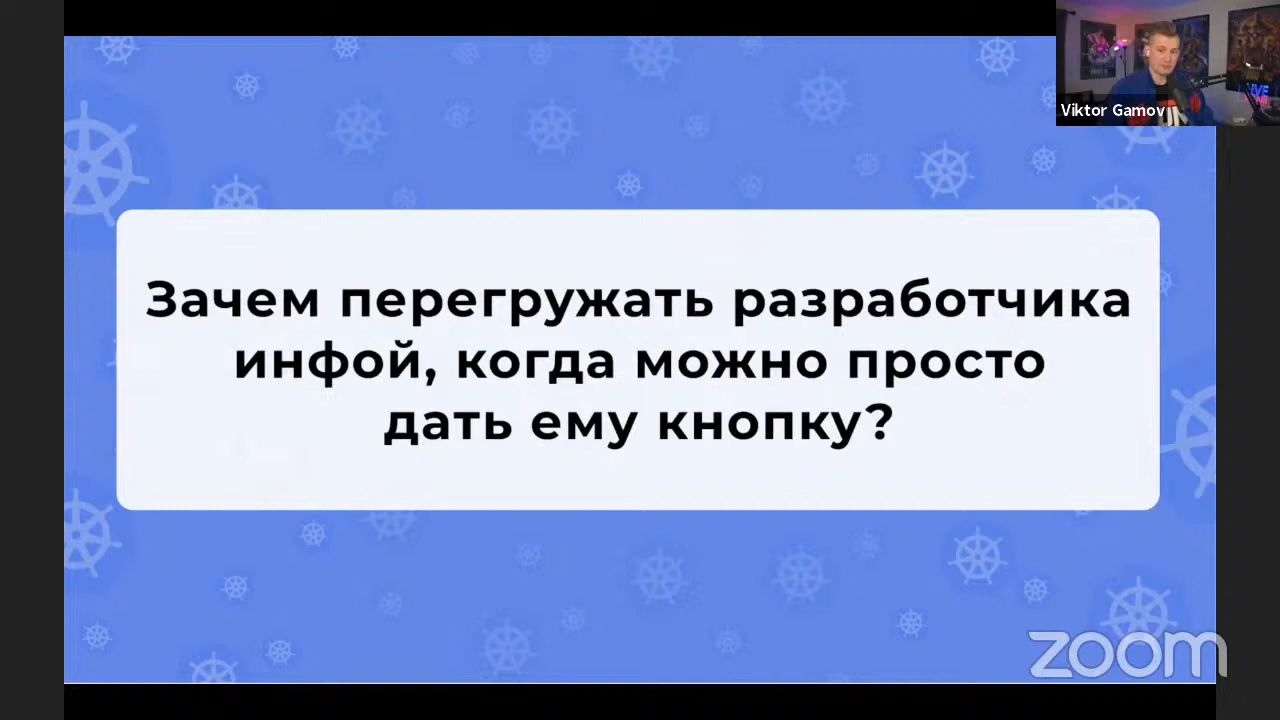 Viktor Gamov
Зачем перегружать разработчика
инфой, когда можно просто
дать ему кнопку?
zoom